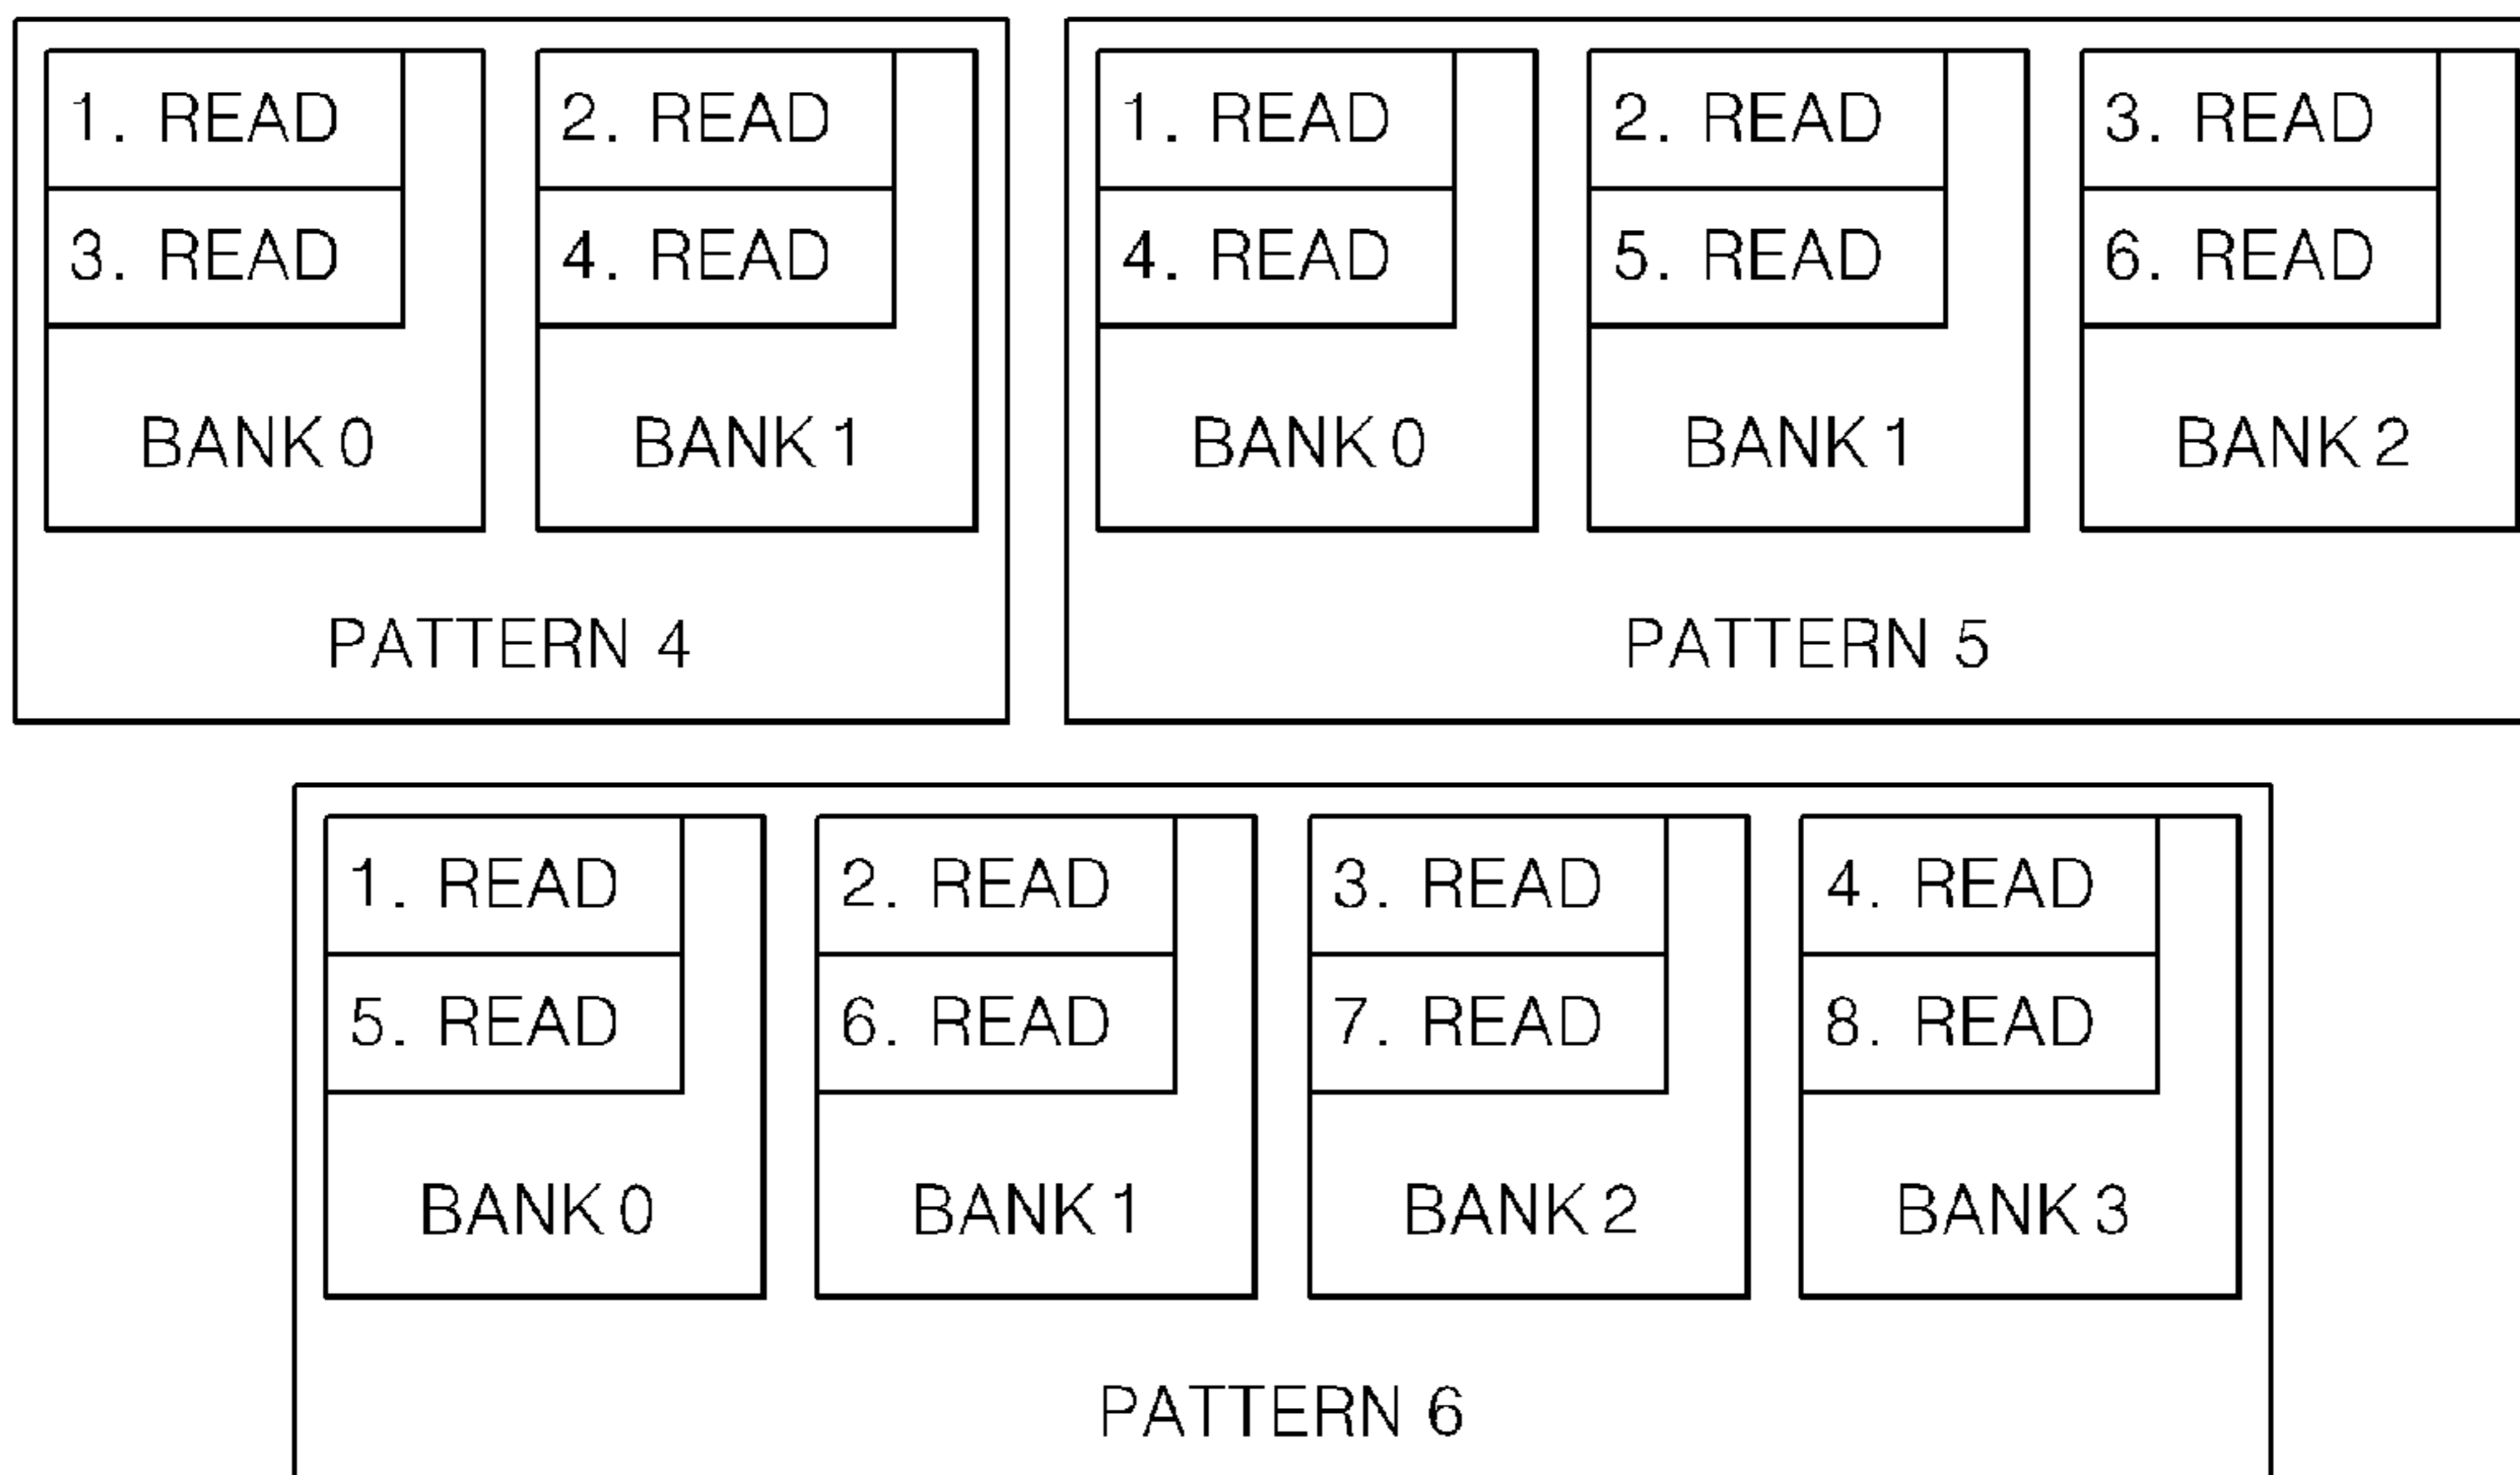 1. READ 2. READ
3. READ 4. READ
BANK 0 BANK 1
PATTERN 4
1. READ 2. READ 3. READ
4. READ 5. READ 6. READ
BANK 0 BANK 1 BANK 2
PATTERN 5
1. READ 2. READ 3. READ 4. READ
5. READ 6. READ 7. READ 8. READ
BANK 0 BANK 1 BANK 2 BANK 3
PATTERN 6